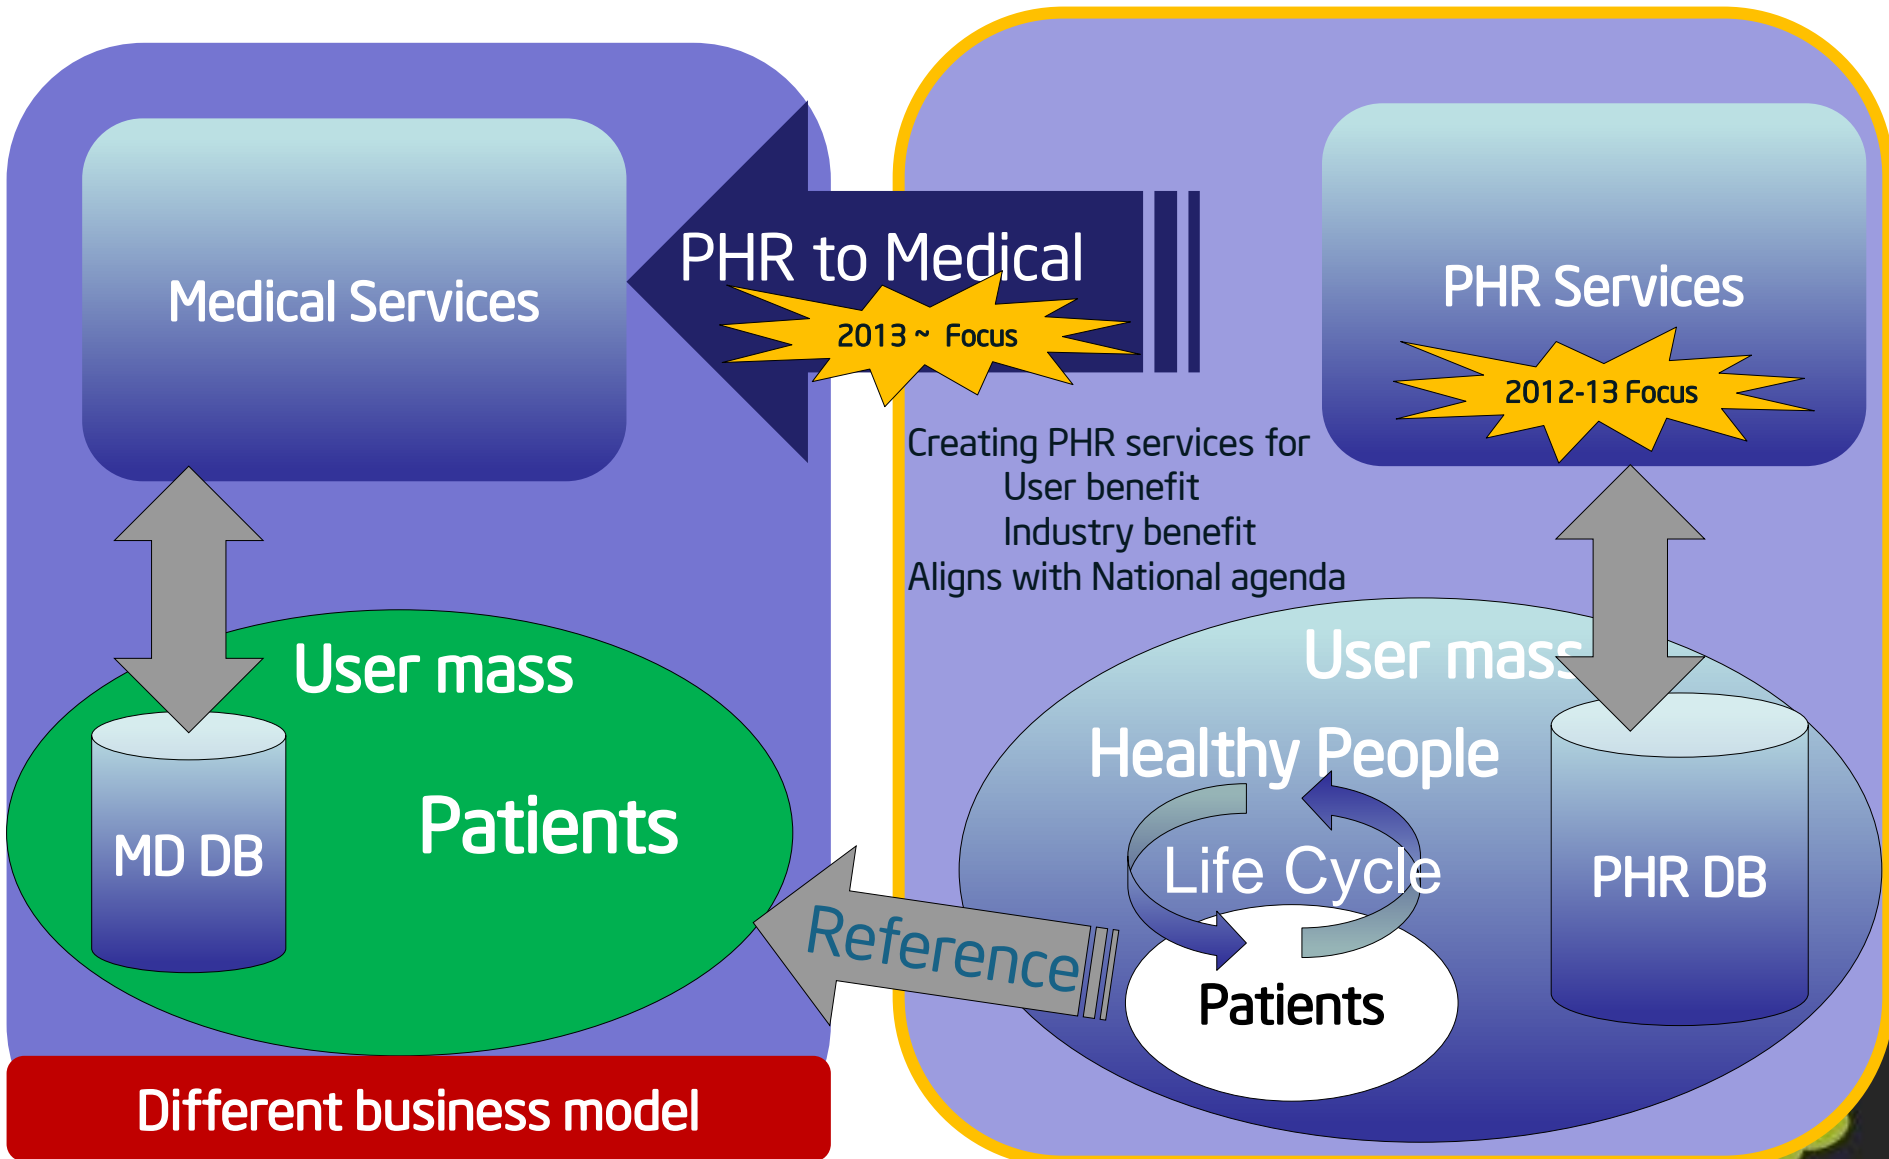 Medical Services
PHR to Medical
2013 ~ Focus
PHR Services
2012-13 Focus
Creating PHR services for
User benefit
Industry benefit
Aligns with National agenda
User mass
Patients
MD DB
User mass
Healthy People
Life Cycle
Patients
PHR DB
Reference
Different business model